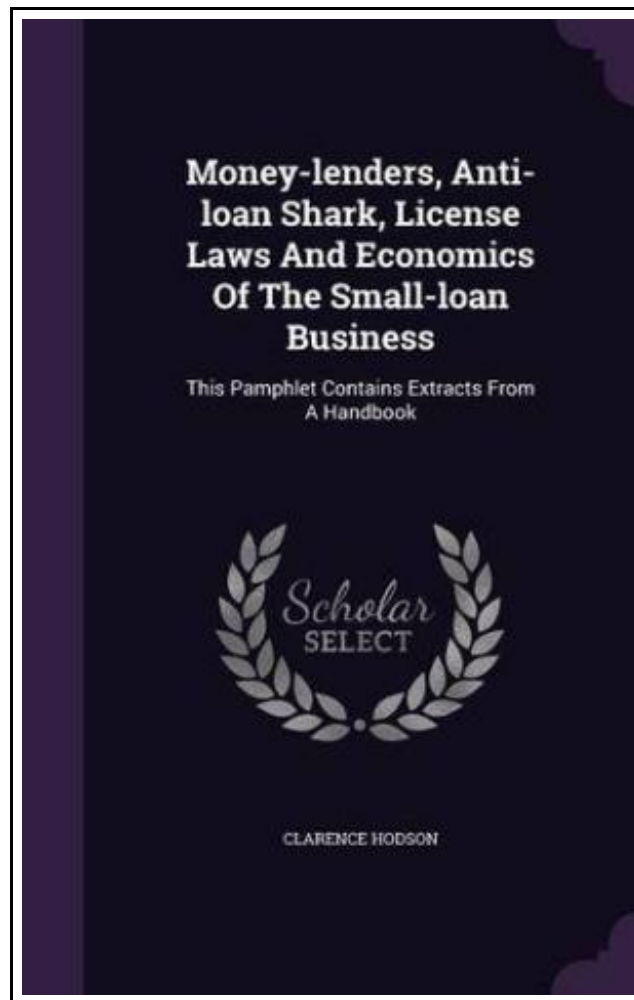 Money-lenders, Anti-
loan Shark, License
Laws And Economics
Of The Small-loan
Business
This Pamphlet Contains Extracts From
A Handbook
Scholar
SELECT
CLARENCE HODSON